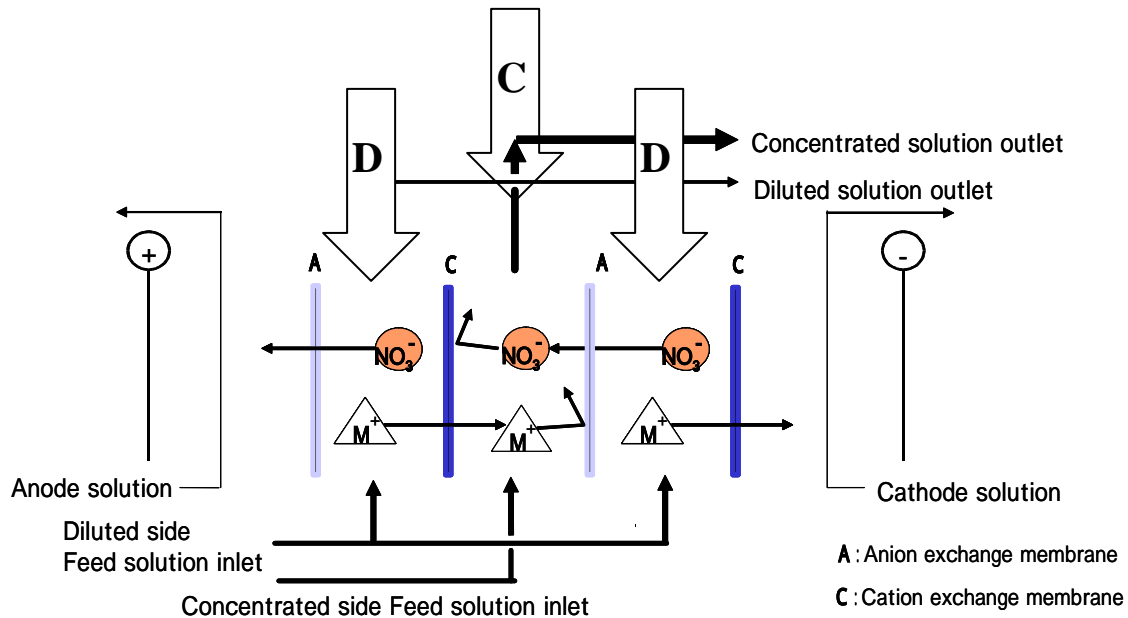 C
D
D
Concentrated solution outlet
Diluted solution outlet
+
-
A
C
A
C
NO₃⁻
NO₃⁻
NO₃⁻
M⁺
M⁺
M⁺
Anode solution
Cathode solution
Diluted side
Feed solution inlet
Concentrated side Feed solution inlet
A : Anion exchange membrane
C : Cation exchange membrane